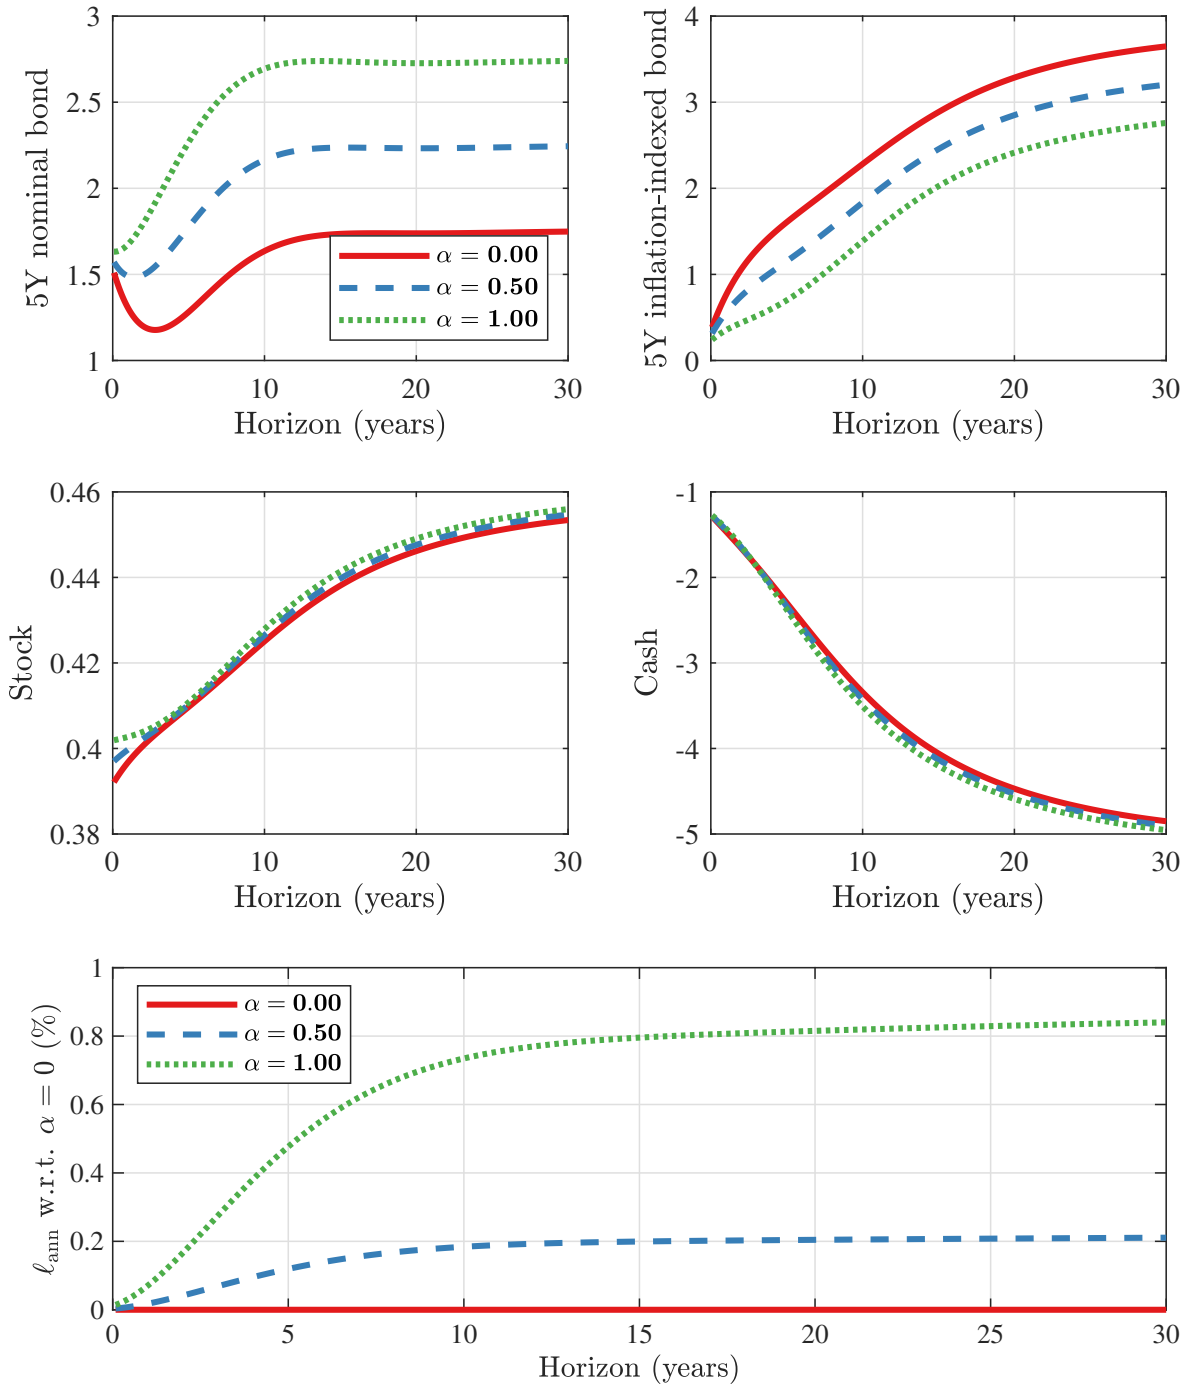 3
2.5
2
1.5
1
5Y nominal bond
α = 0.00
α = 0.50
α = 1.00
0 10 20 30
Horizon (years)
4
3
2
1
0
5Y inflation-indexed bond
0 10 20 30
Horizon (years)
0.46
0.44
0.42
0.4
0.38
Stock
0 10 20 30
Horizon (years)
-1
-2
-3
-4
-5
Cash
0 10 20 30
Horizon (years)
1
0.8
0.6
0.4
0.2
0
ℓann w.r.t. α = 0 (%)
α = 0.00
α = 0.50
α = 1.00
0 5 10 15 20 25 30
Horizon (years)